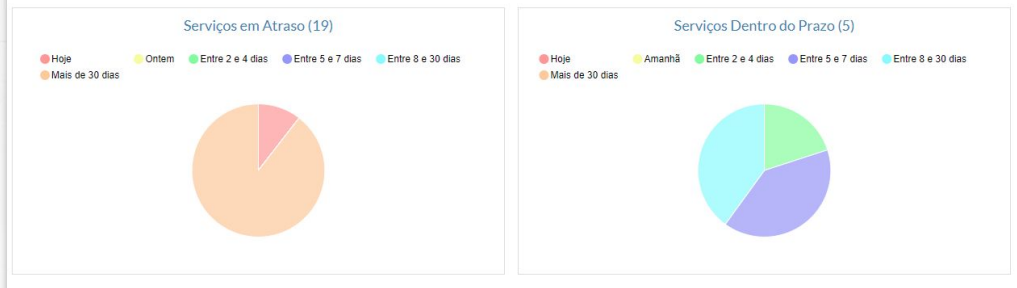 Serviços em Atraso (19)
Hoje Ontem Entre 2 e 4 dias Entre 5 e 7 dias Entre 8 e 30 dias
Mais de 30 dias
Serviços Dentro do Prazo (5)
Hoje Amanhã Entre 2 e 4 dias Entre 5 e 7 dias Entre 8 e 30 dias
Mais de 30 dias